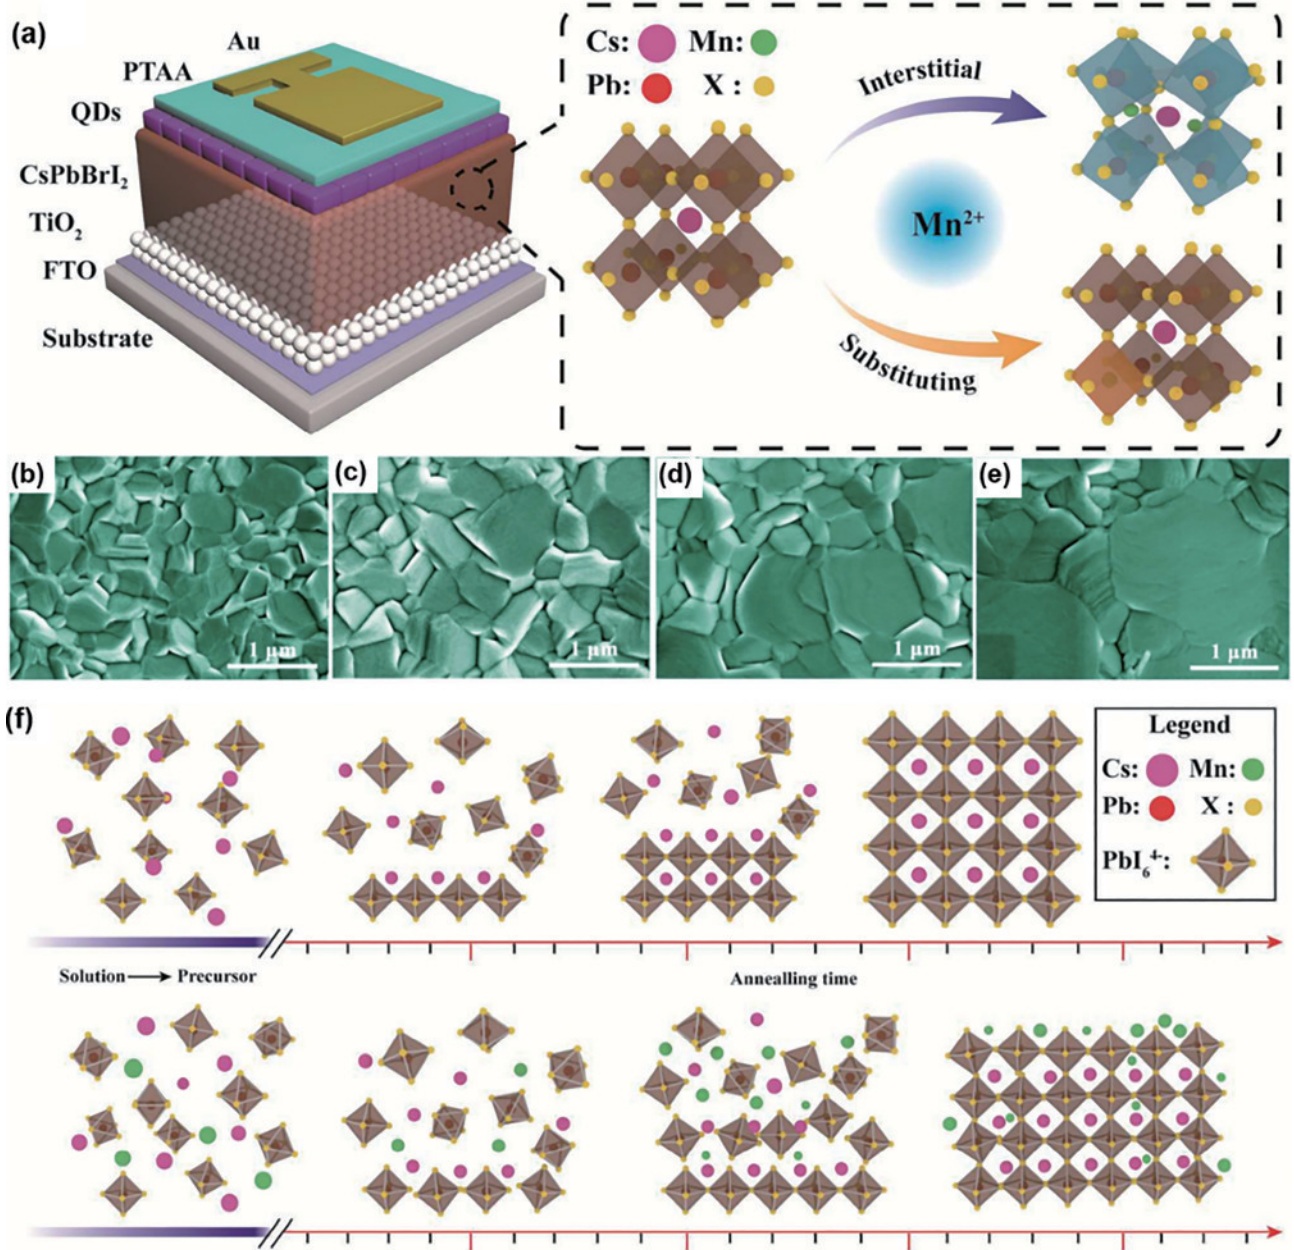 (a)
Au
PTAA
QDs
CsPbBrI₂
TiO₂
FTO
Substrate
Cs: Mn:
Pb: X :
Interstitial
Mn²⁺
Substituting
(b)
1 μm
(c)
1 μm
(d)
1 μm
(e)
1 μm
(f)
Legend
Cs: Mn:
Pb: X :
PbI₆⁴⁻:
Solution → Precursor
Annealling time